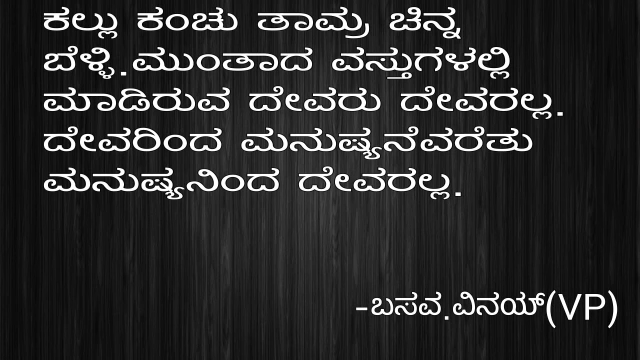 ಕಲ್ಲು ಕಂಚು ತಾಮ್ರ ಚಿನ್ನ
ಬೆಳ್ಳಿ.ಮುಂತಾದ ವಸ್ತುಗಳಲ್ಲಿ
ಮಾಡಿರುವ ದೇವರು ದೇವರಲ್ಲ.
ದೇವರಿಂದ ಮನುಷ್ಯನೆವರೆತು
ಮನುಷ್ಯನಿಂದ ದೇವರಲ್ಲ.
-ಬಸವ.ವಿನಯ್(VP)